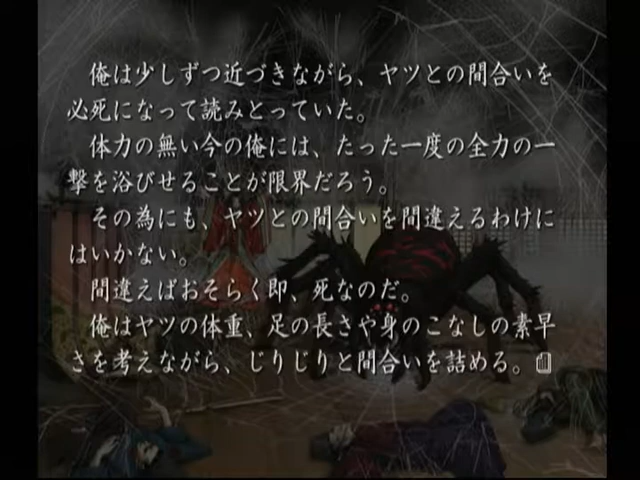 俺は少しずつ近づきながら、ヤツとの間合いを
必死になって読みとっていた。
体力の無い今の俺には、たった一度の全力の一
撃を浴びせることが限界だろう。
その為にも、ヤツとの間合いを間違えるわけに
はいかない。
間違えばおそらく即、死なのだ。
俺はヤツの体重、足の長さや身のこなしの素早
さを考えながら、じりじりと間合いを詰める。